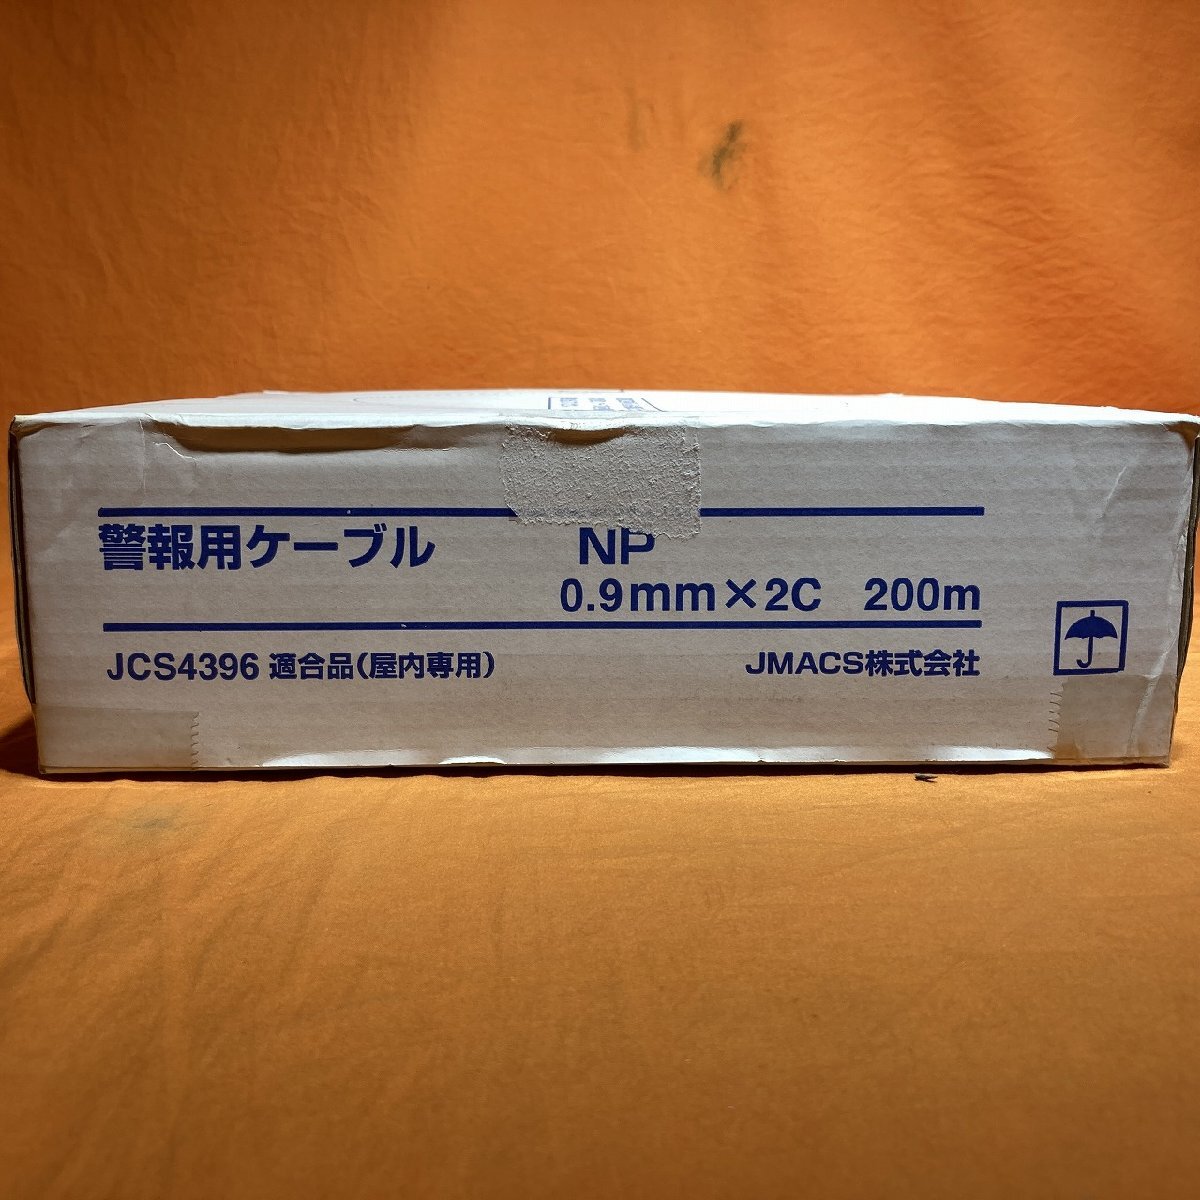 警報用ケーブル NP
0.9mm×2C 200m
JCS4396 適合品(屋内専用) JMACS株式会社